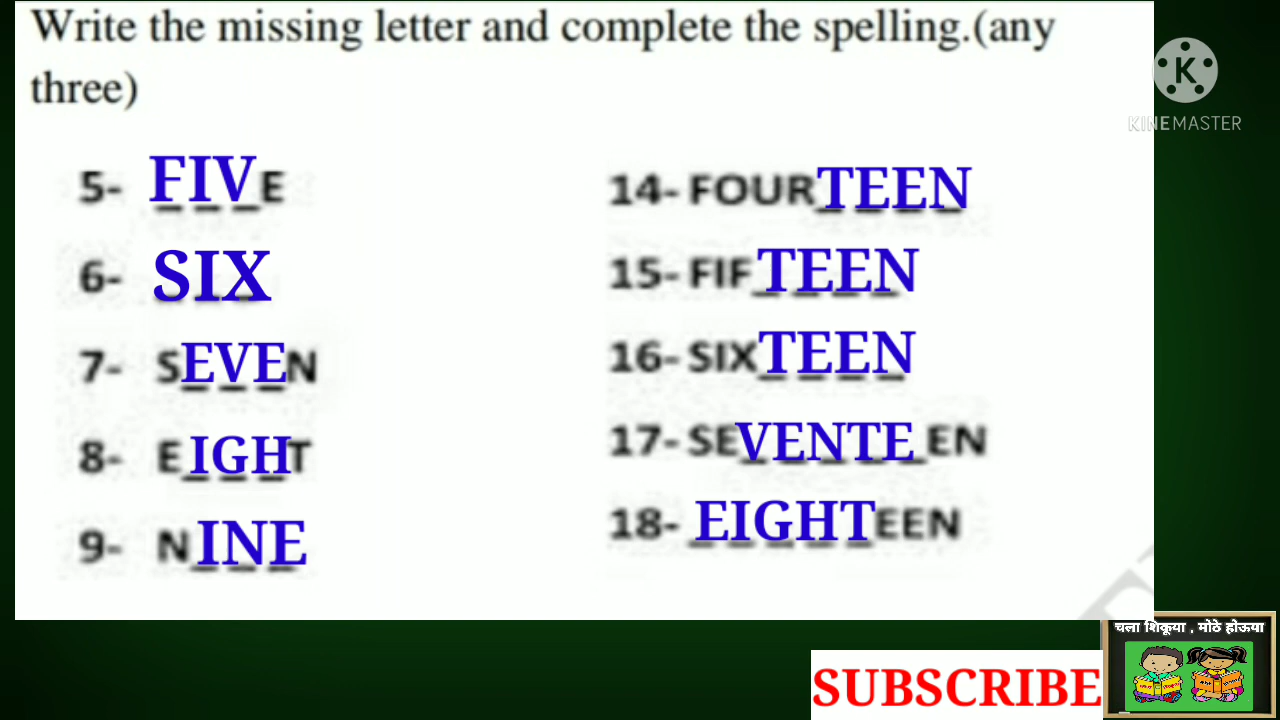 Write the missing letter and complete the spelling.(any
three)
KINEMASTER
5- FIVE
6- SIX
7- SEVEN
8- EIGHT
9- NINE
14- FOURTEEN
15- FIFTEEN
16- SIXTEEN
17- SEVENTEEN
18- EIGHTEEN
चला शिकूया , मोठे होऊया
SUBSCRIBE